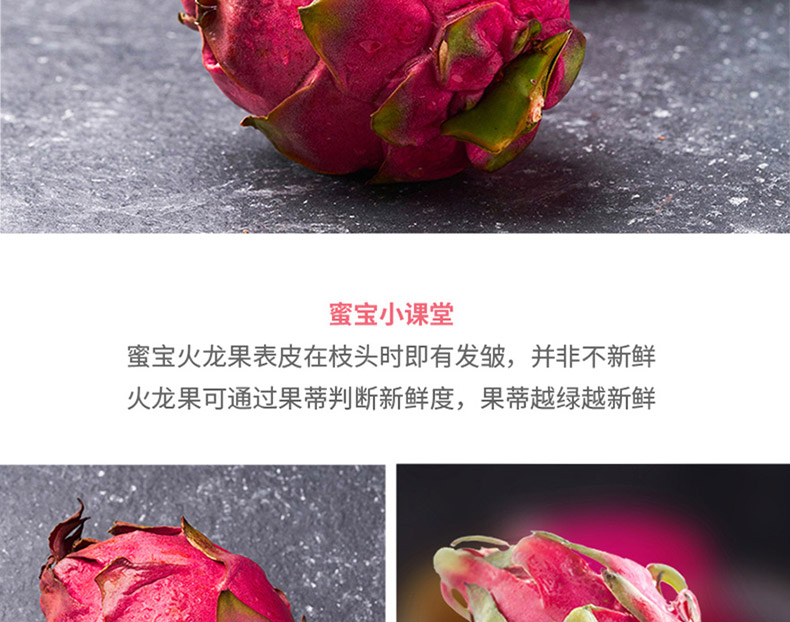 蜜宝小课堂
蜜宝火龙果表皮在枝头时即有发皱，并非不新鲜
火龙果可通过果蒂判断新鲜度，果蒂越绿越新鲜